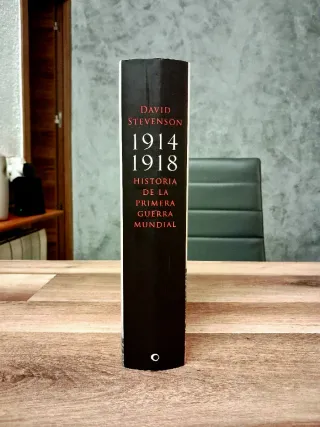 DAVID
STEVENSON
1914
1918
HISTORIA
DE LA
PRIMERA
GUERRA
MUNDIAL